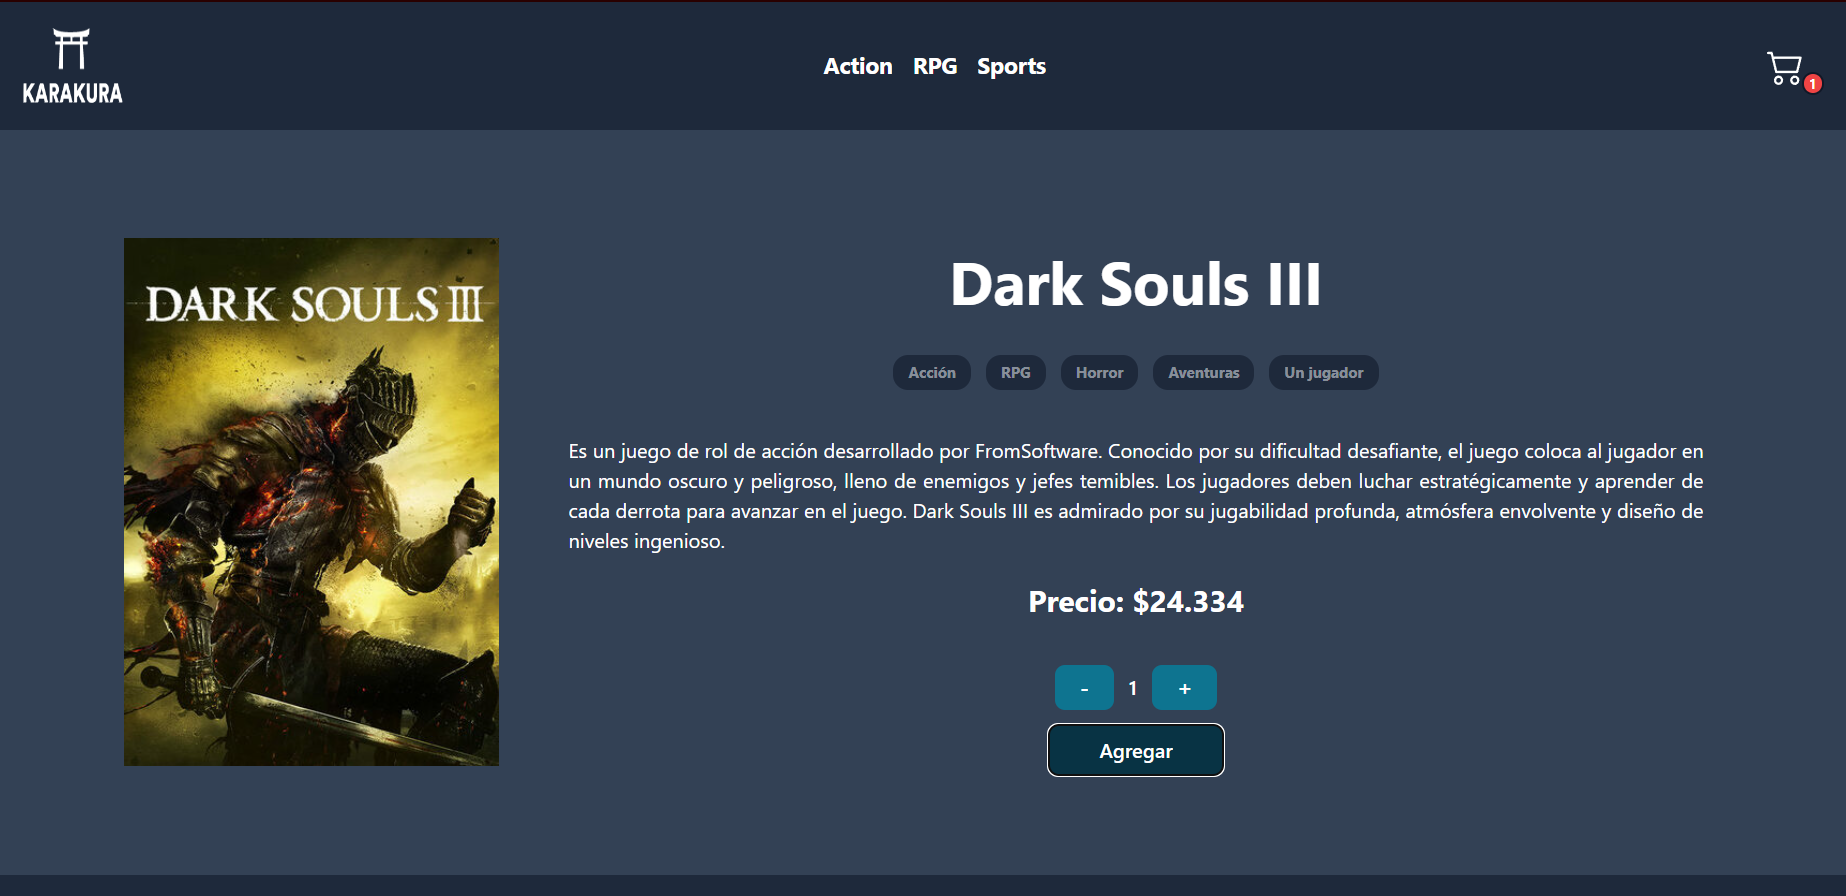 KARAKURA
Action RPG Sports
1
DARK SOULS III
Dark Souls III
Acción RPG Horror Aventuras Un jugador
Es un juego de rol de acción desarrollado por FromSoftware. Conocido por su dificultad desafiante, el juego coloca al jugador en
un mundo oscuro y peligroso, lleno de enemigos y jefes temibles. Los jugadores deben luchar estratégicamente y aprender de
cada derrota para avanzar en el juego. Dark Souls III es admirado por su jugabilidad profunda, atmósfera envolvente y diseño de
niveles ingenioso.
Precio: $24.334
- 1 +
Agregar